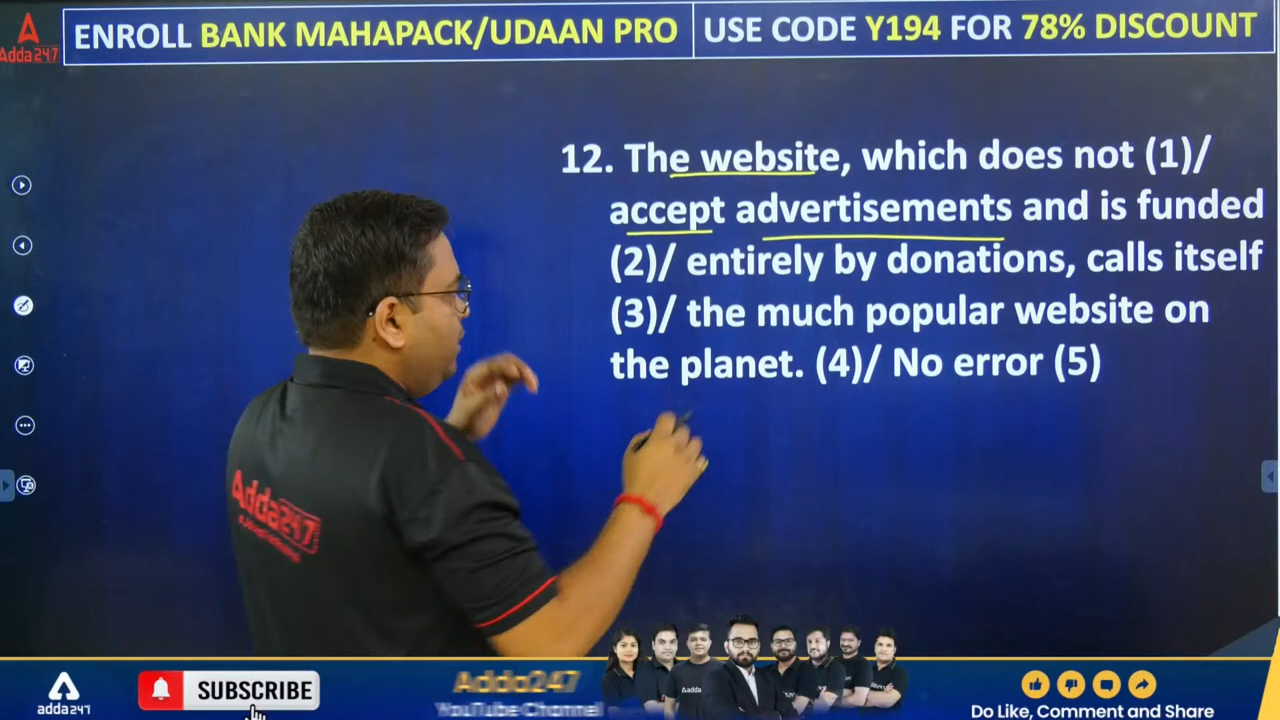 ENROLL BANK MAHAPACK/UDAAN PRO
USE CODE Y194 FOR 78% DISCOUNT
Adda247
12. The website, which does not (1)/
accept advertisements and is funded
(2)/ entirely by donations, calls itself
(3)/ the much popular website on
the planet. (4)/ No error (5)
Adda247
adda247
SUBSCRIBE
Adda247
YouTube Channel
Do Like, Comment and Share